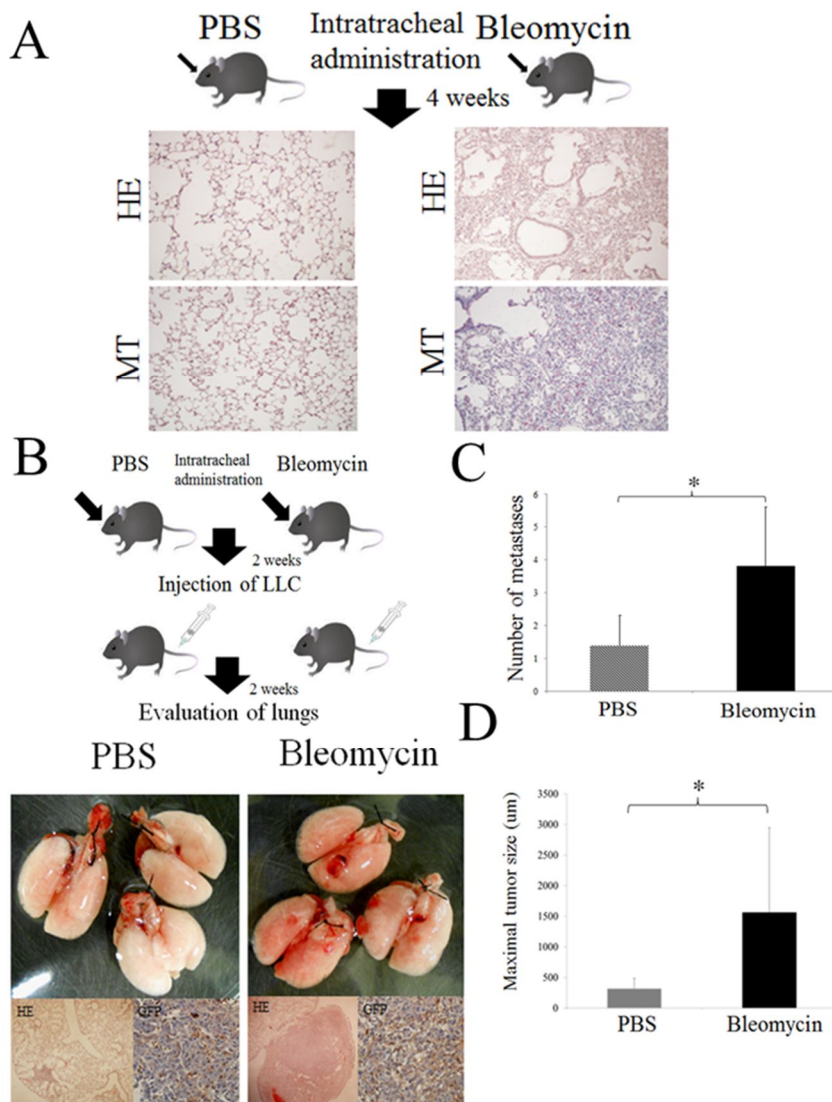 A
PBS
Intratracheal
administration
Bleomycin
4 weeks
HE
HE
MT
MT
B
PBS
Intratracheal
administration
Bleomycin
2 weeks
Injection of LLC
2 weeks
Evaluation of lungs
PBS
Bleomycin
HE
GFP
HE
GFP
C
Number of metastases
6
5
4
3
2
1
0
*
PBS
Bleomycin
D
Maximal tumor size (um)
3500
3000
2500
2000
1500
1000
500
0
*
PBS
Bleomycin